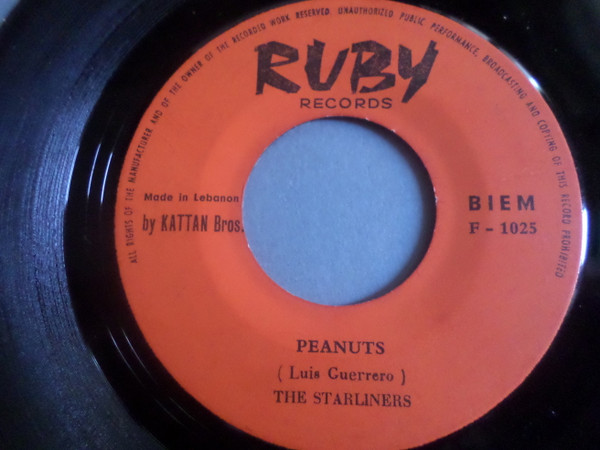 ALL RIGHTS OF THE MANUFACTURER AND OF THE OWNER OF THE RECORDED WORK RESERVED. UNAUTHORIZED PUBLIC PERFORMANCE, BROADCASTING AND COPYING OF THIS RECORD PROHIBITED
RUBY
RECORDS
Made in Lebanon
by KATTAN Bros.
BIEM
F - 1025
PEANUTS
( Luis Guerrero )
THE STARLINERS